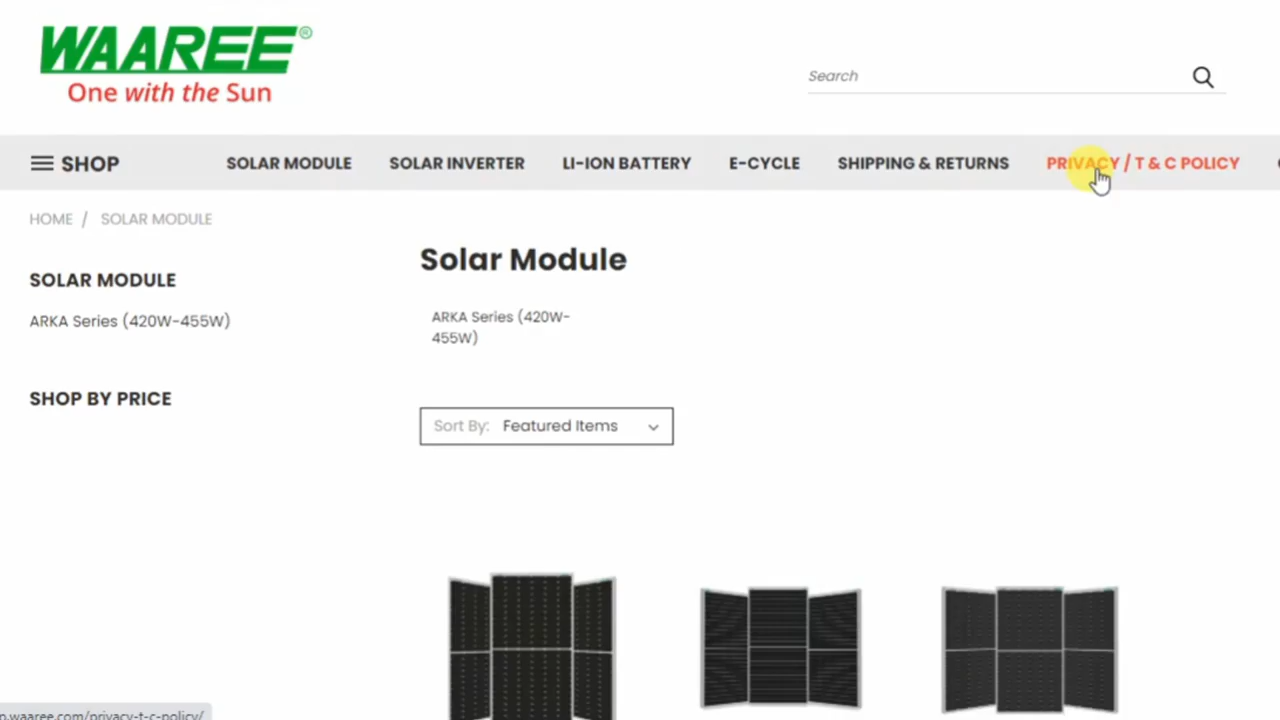 WAAREE®
One with the Sun
Search
SHOP
SOLAR MODULE
SOLAR INVERTER
LI-ION BATTERY
E-CYCLE
SHIPPING & RETURNS
PRIVACY / T & C POLICY
HOME / SOLAR MODULE
Solar Module
SOLAR MODULE
ARKA Series (420W-455W)
ARKA Series (420W-
455W)
SHOP BY PRICE
Sort By: Featured Items
p.waaree.com/privacy-t-c-policy/